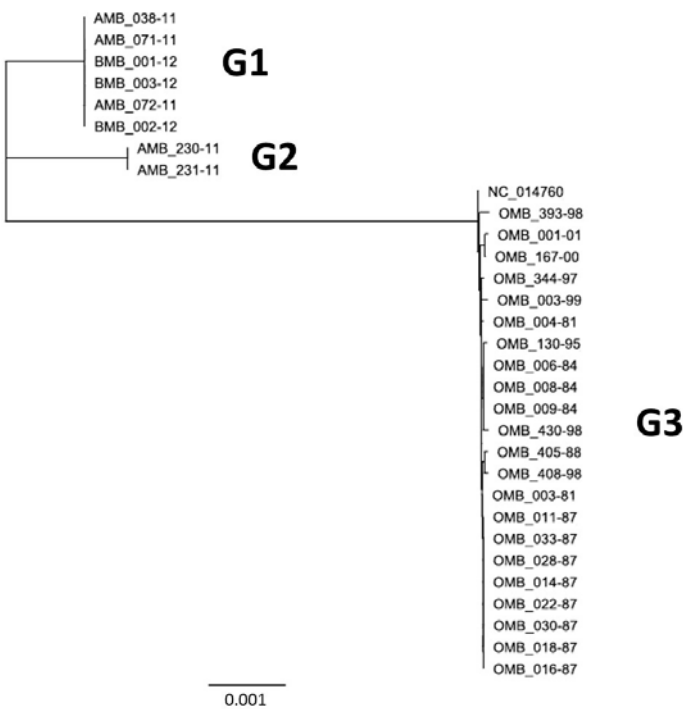 AMB_038-11
AMB_071-11
BMB_001-12
G1
BMB_003-12
AMB_072-11
BMB_002-12
AMB_230-11
G2
AMB_231-11
NC_014760
OMB_393-98
OMB_001-01
OMB_167-00
OMB_344-97
OMB_003-99
OMB_004-81
OMB_130-95
OMB_006-84
OMB_008-84
OMB_009-84
G3
OMB_430-98
OMB_405-88
OMB_408-98
OMB_003-81
OMB_011-87
OMB_033-87
OMB_028-87
OMB_014-87
OMB_022-87
OMB_030-87
OMB_018-87
OMB_016-87
0.001